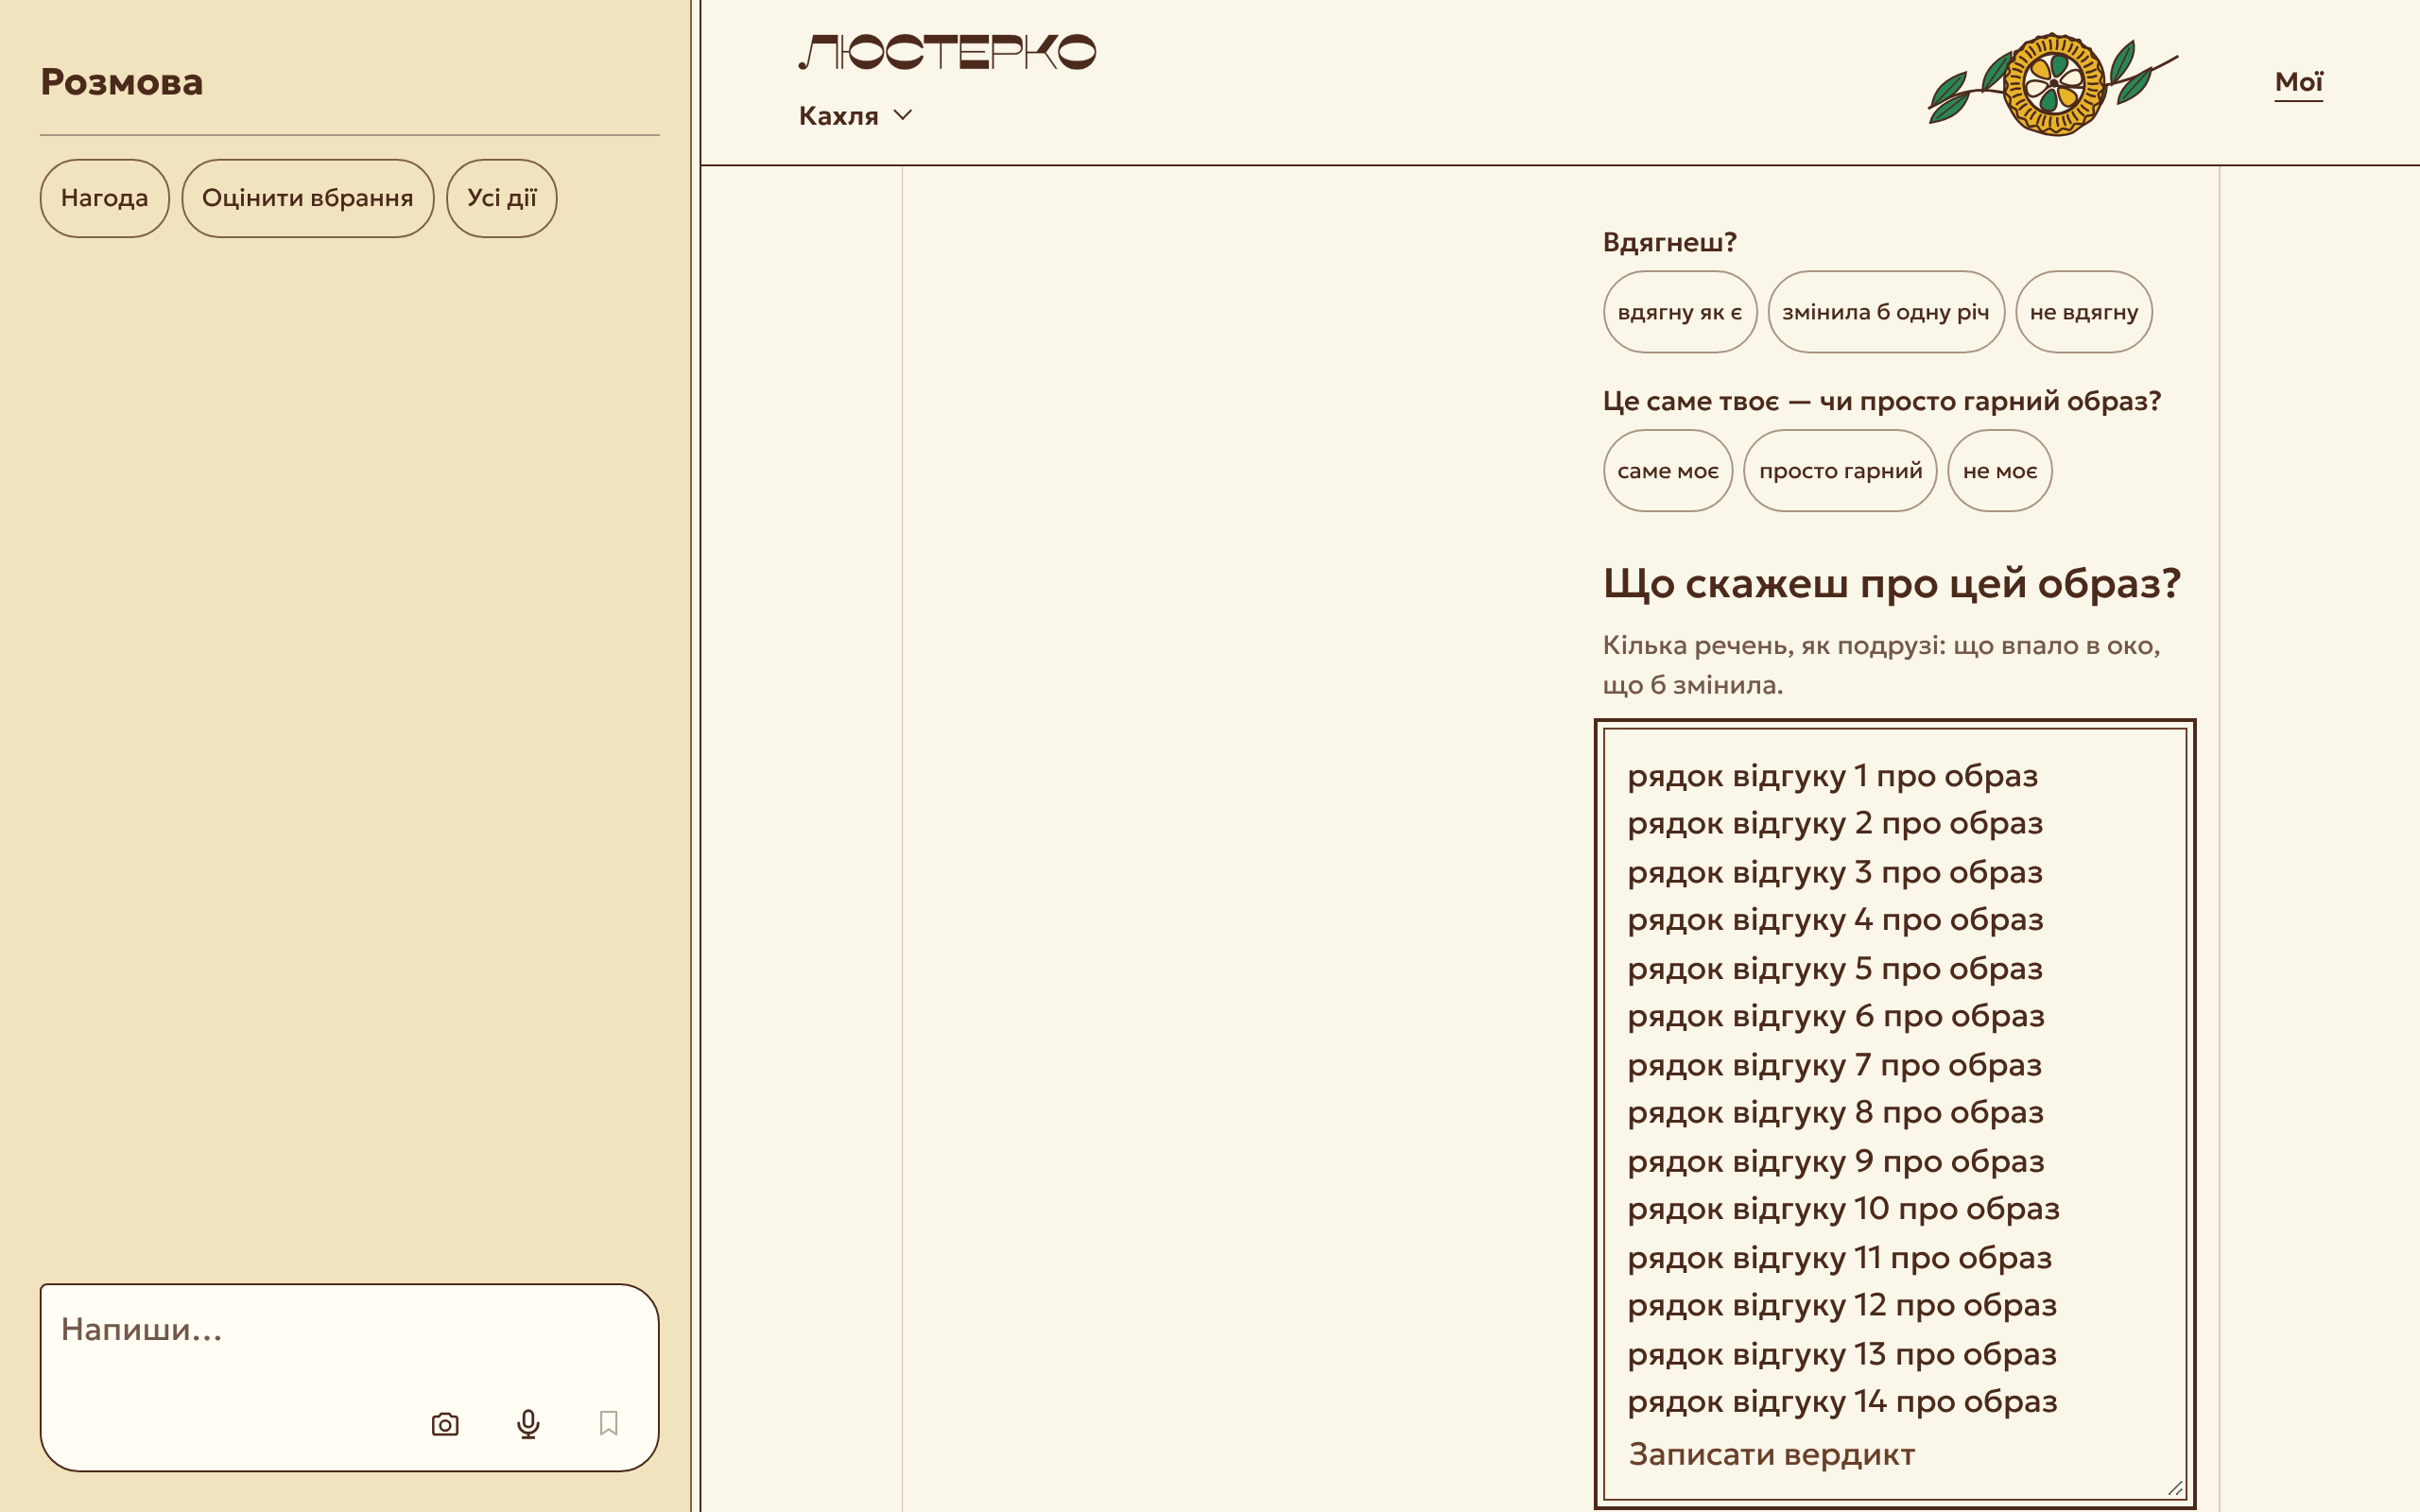 Розмова
Нагода
Оцінити вбрання
Усі дії
Напиши...
ЛЮСТЕРКО
Кахля
Мої
Вдягнеш?
вдягну як є
змінила б одну річ
не вдягну
Це саме твоє — чи просто гарний образ?
саме моє
просто гарний
не моє
Що скажеш про цей образ?
Кілька речень, як подрузі: що впало в око,
що б змінила.
рядок відгуку 1 про образ
рядок відгуку 2 про образ
рядок відгуку 3 про образ
рядок відгуку 4 про образ
рядок відгуку 5 про образ
рядок відгуку 6 про образ
рядок відгуку 7 про образ
рядок відгуку 8 про образ
рядок відгуку 9 про образ
рядок відгуку 10 про образ
рядок відгуку 11 про образ
рядок відгуку 12 про образ
рядок відгуку 13 про образ
рядок відгуку 14 про образ
Записати вердикт